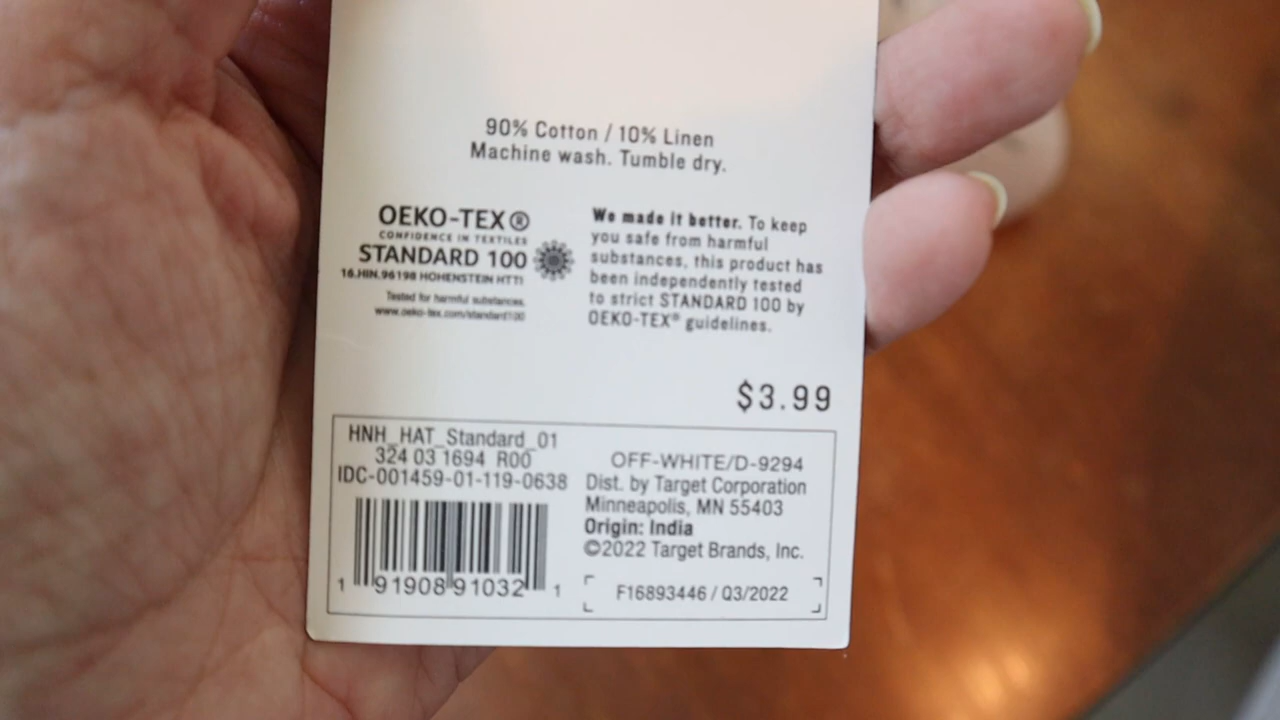 90% Cotton / 10% Linen
Machine wash. Tumble dry.
OEKO-TEX®
CONFIDENCE IN TEXTILES
STANDARD 100
16.HIN.96198 HOHENSTEIN HTTI
Tested for harmful substances.
www.oeko-tex.com/standard100
We made it better. To keep
you safe from harmful
substances, this product has
been independently tested
to strict STANDARD 100 by
OEKO-TEX® guidelines.
$3.99
HNH_HAT_Standard_01
324 03 1694 R00
IDC-001459-01-119-0638
1 91908 91032 1
OFF-WHITE/D-9294
Dist. by Target Corporation
Minneapolis, MN 55403
Origin: India
©2022 Target Brands, Inc.
F16893446 / Q3/2022